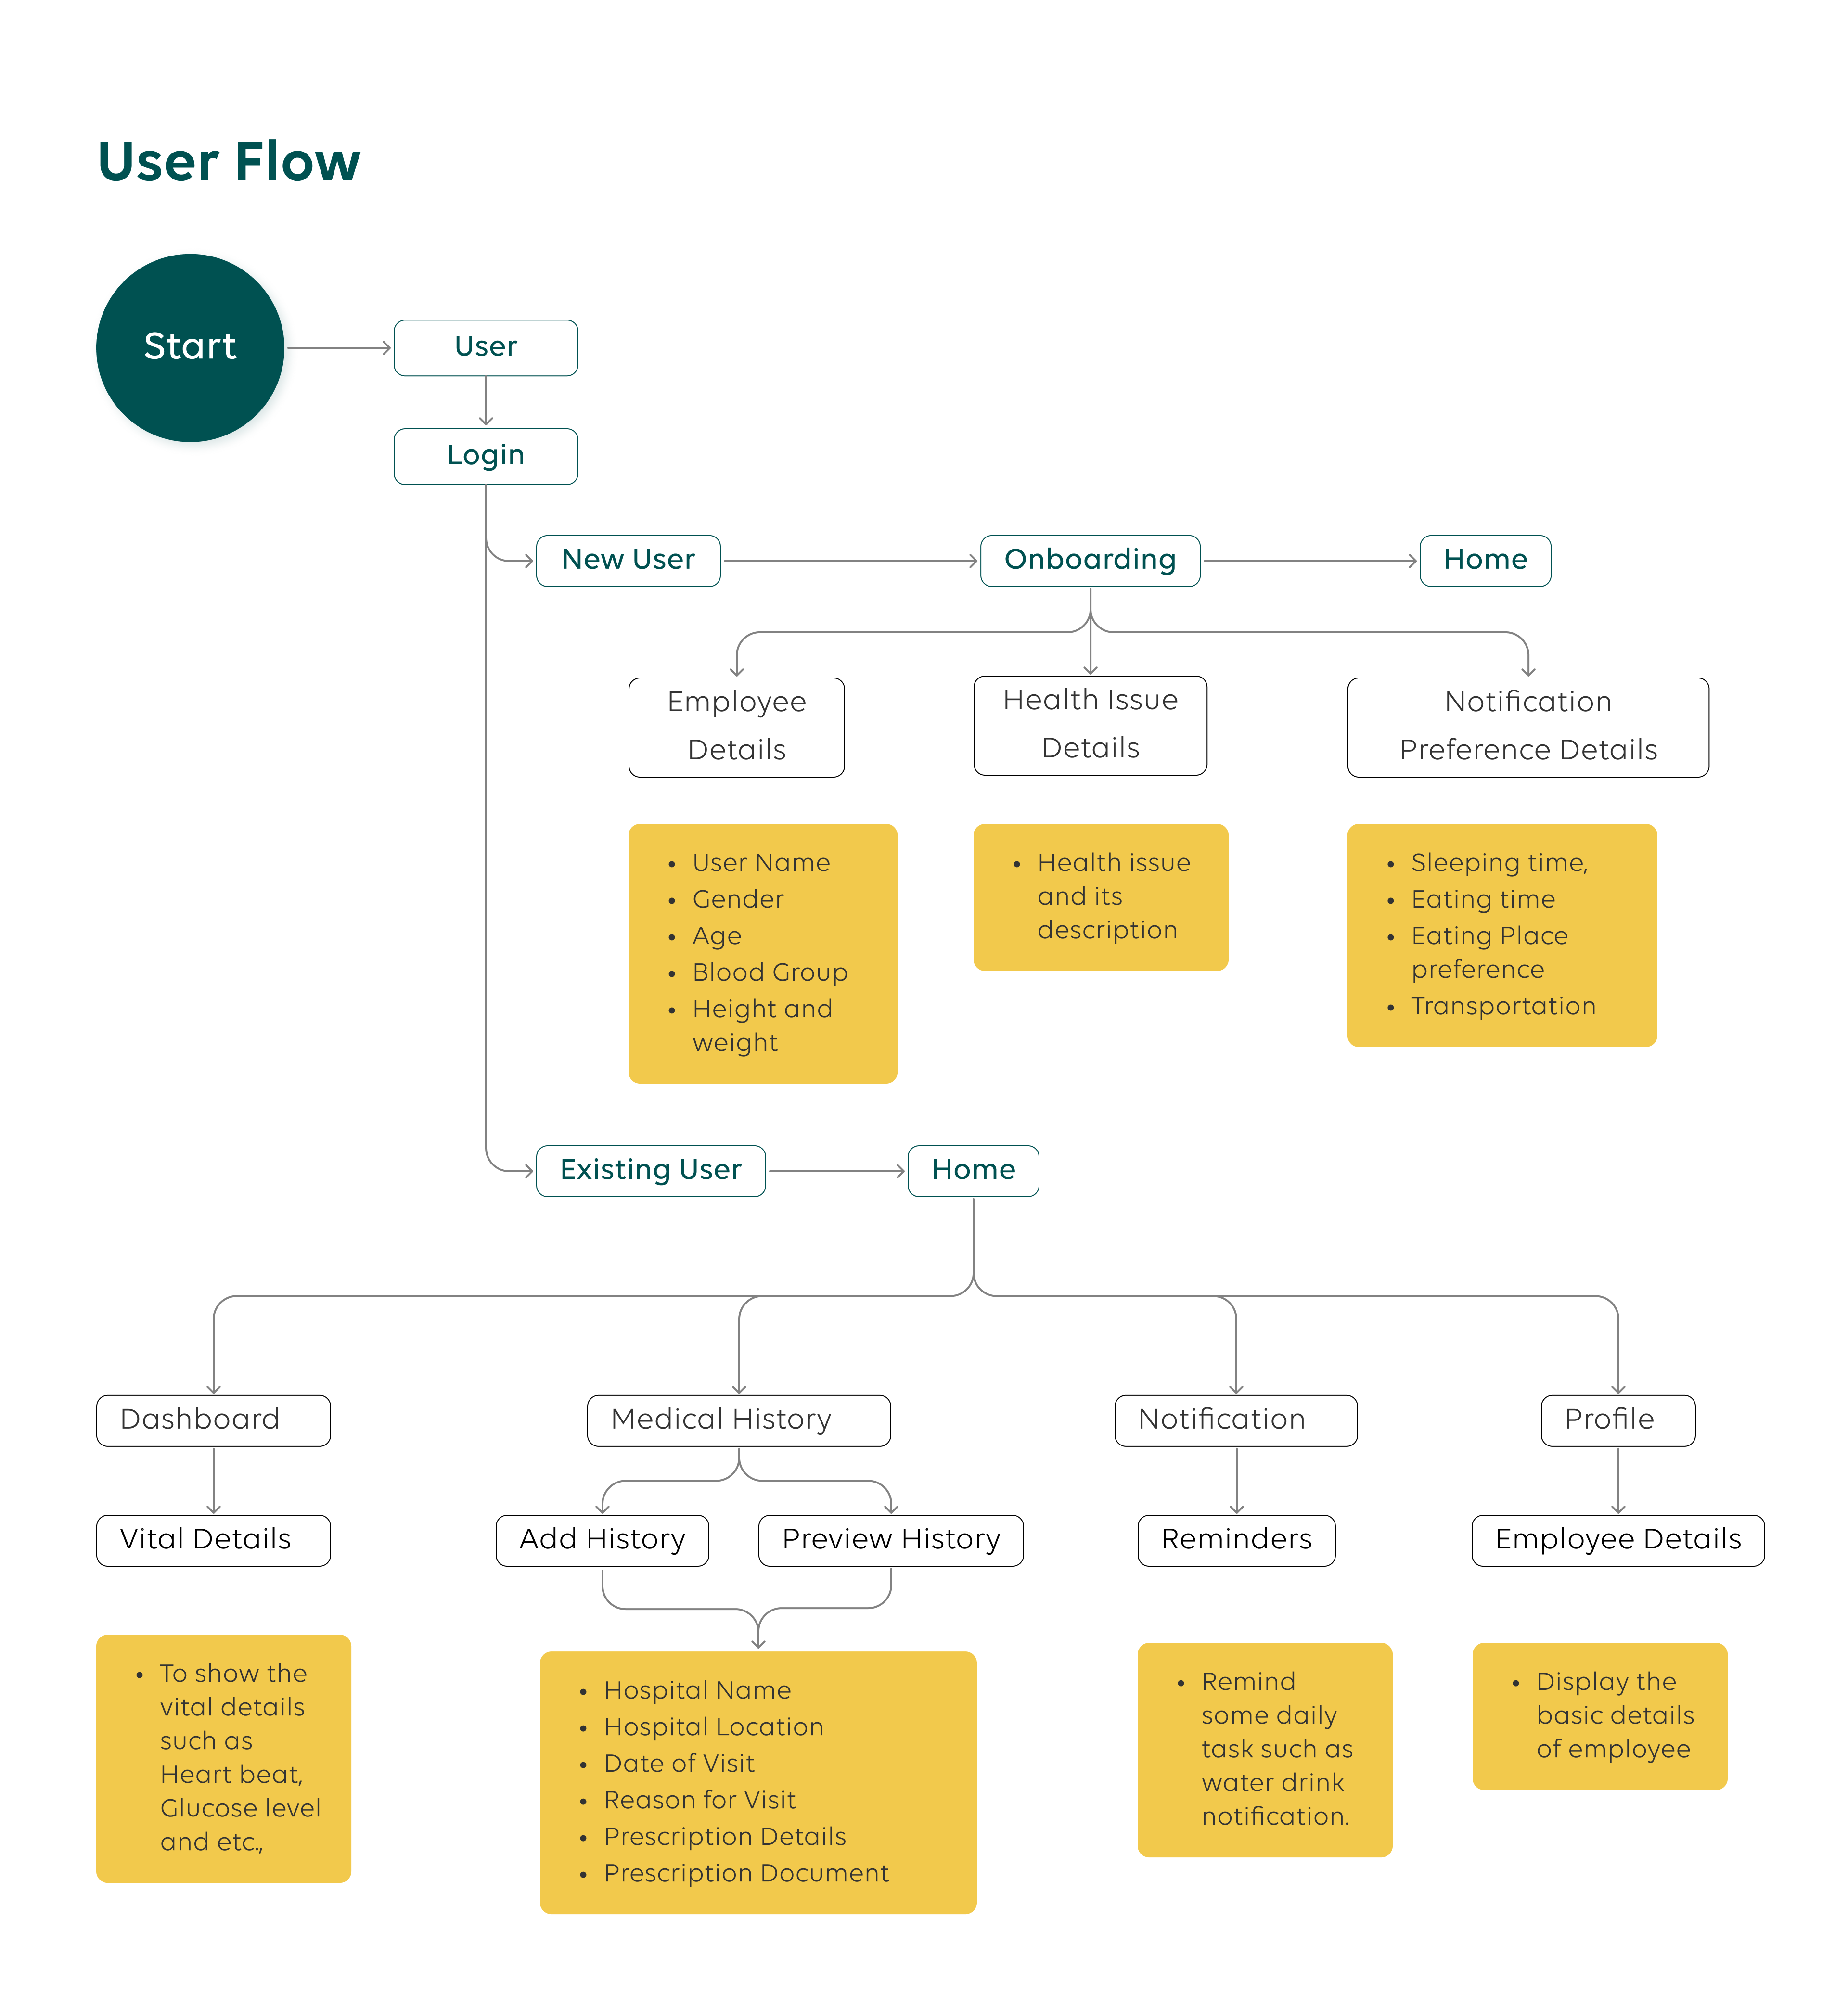 User Flow
Start
User
Login
New User
Onboarding
Home
Employee
Details
Health Issue
Details
Notification
Preference Details
• User Name
• Gender
• Age
• Blood Group
• Height and
weight
• Health issue
and its
description
• Sleeping time,
• Eating time
• Eating Place
preference
• Transportation
Existing User
Home
Dashboard
Medical History
Notification
Profile
Vital Details
Add History
Preview History
Reminders
Employee Details
• To show the
vital details
such as
Heart beat,
Glucose level
and etc.,
• Hospital Name
• Hospital Location
• Date of Visit
• Reason for Visit
• Prescription Details
• Prescription Document
• Remind
some daily
task such as
water drink
notification.
• Display the
basic details
of employee